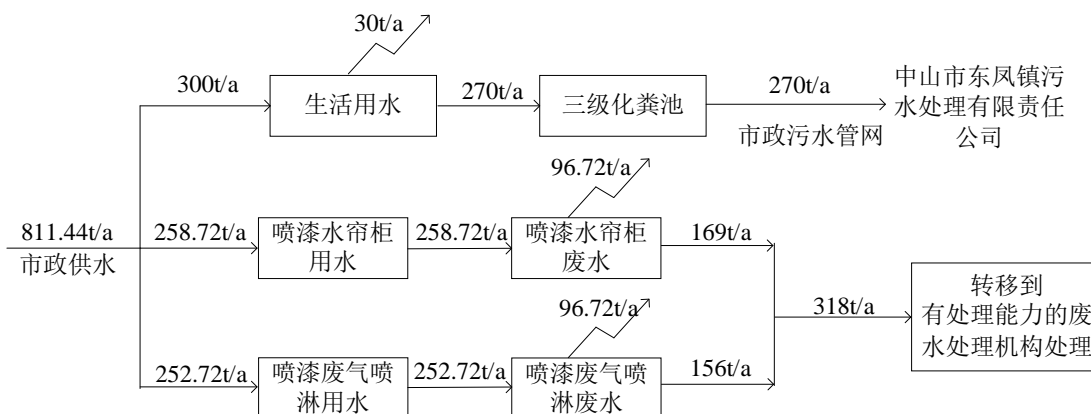 30t/a
300t/a
生活用水
270t/a
三级化粪池
270t/a
市政污水管网
中山市东凤镇污
水处理有限责任
公司
96.72t/a
811.44t/a
市政供水
258.72t/a
喷漆水帘柜
用水
258.72t/a
喷漆水帘柜
废水
169t/a
96.72t/a
318t/a
转移到
有处理能力的废
水处理机构处理
252.72t/a
喷漆废气喷
淋用水
252.72t/a
喷漆废气喷
淋废水
156t/a